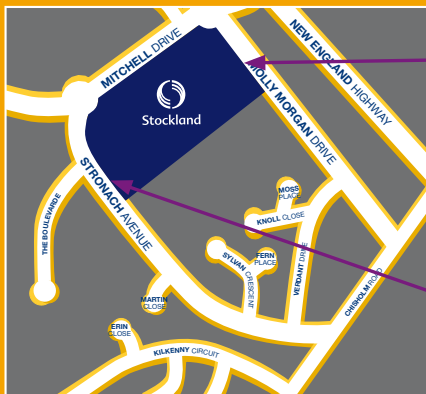 MITCHELL DRIVE
NEW ENGLAND HIGHWAY
MOLLY MORGAN DRIVE
Stockland
STRONACH AVENUE
THE BOULEVARDE
MOSS
PLACE
KNOLL CLOSE
FERN
PLACE
SYLVAN CRESCENT
VERDANT DRIVE
CHISHOLM ROAD
MARTIN
CLOSE
ERIN
CLOSE
KILKENNY CIRCUIT